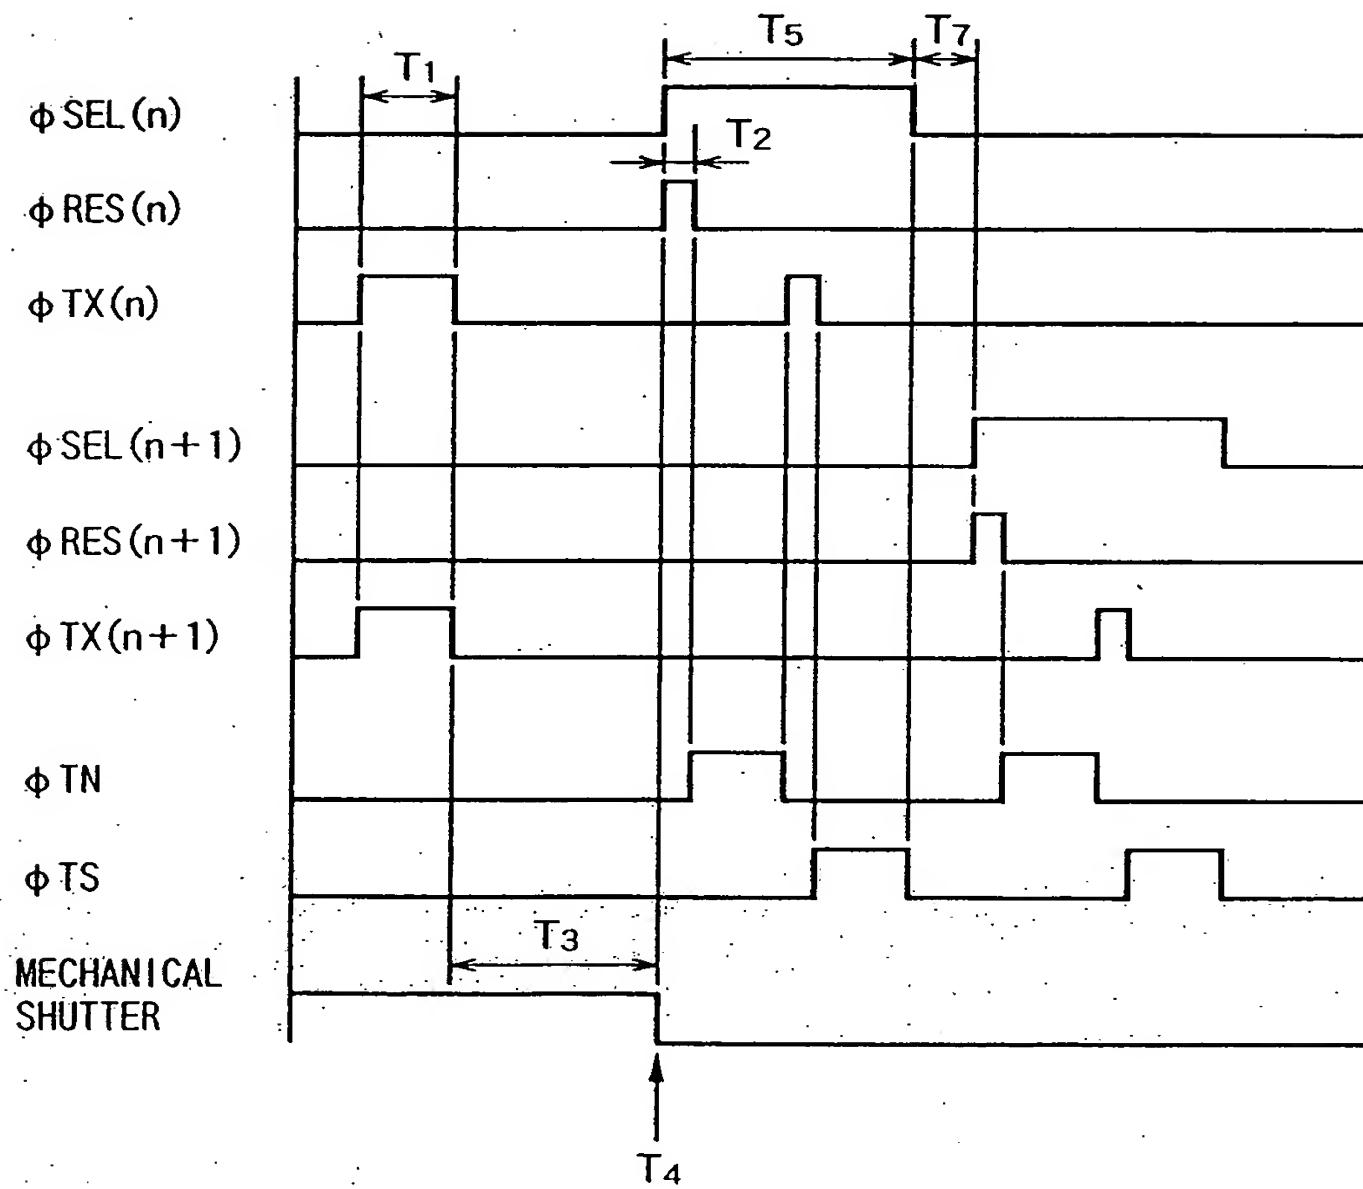 T5
T7
T1
φSEL(n)
T2
φRES(n)
φTX(n)
φSEL(n+1)
φRES(n+1)
φTX(n+1)
φTN
φTS
T3
MECHANICAL
SHUTTER
T4